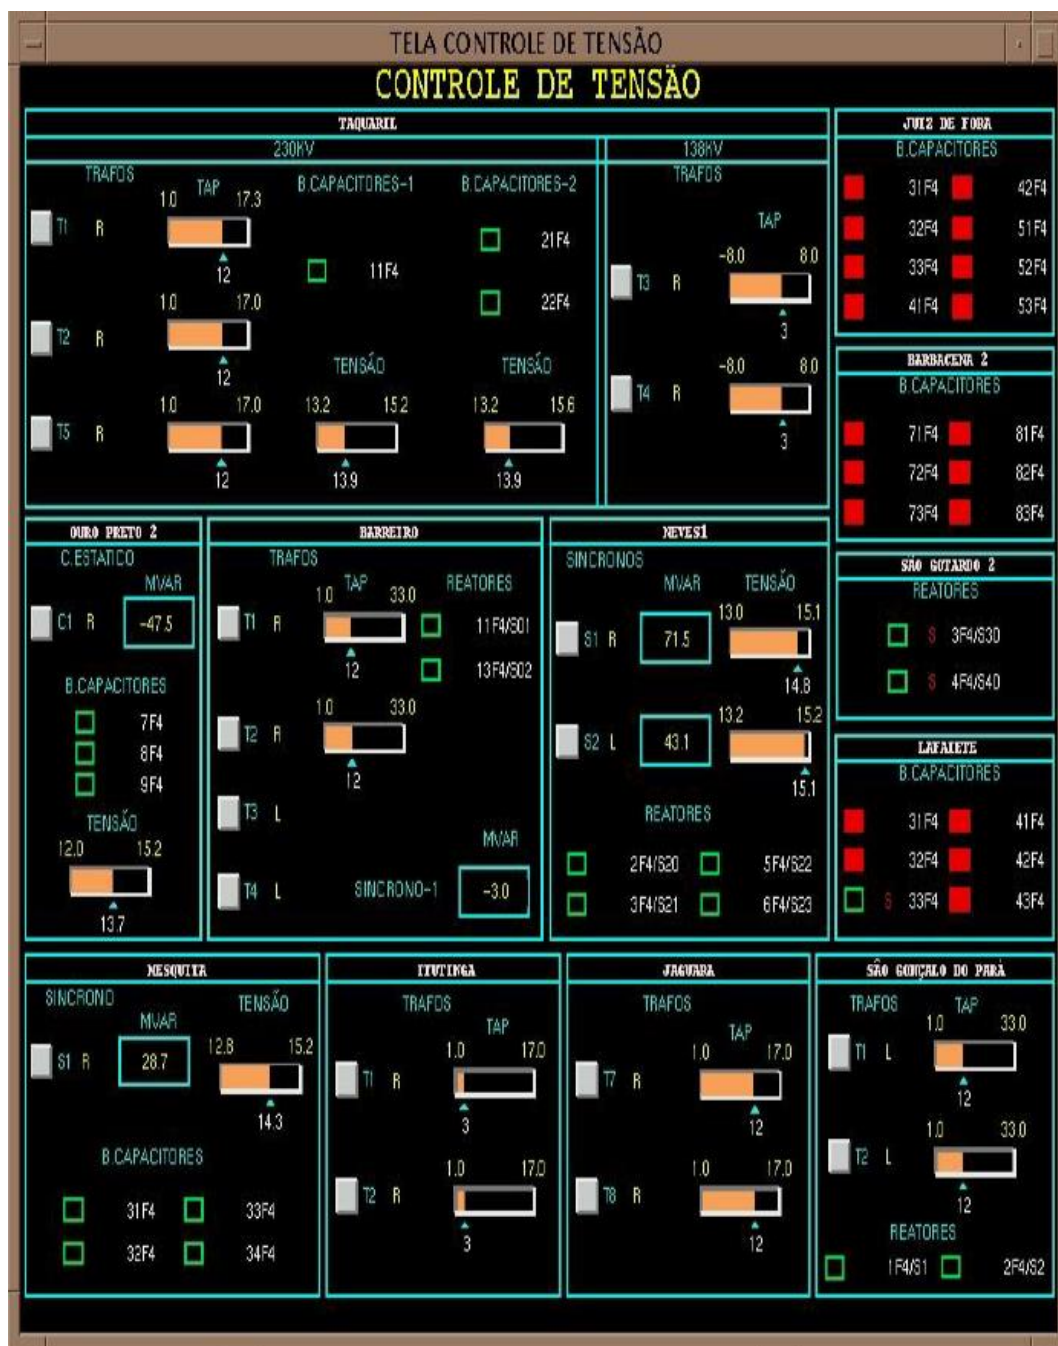 TELA CONTROLE DE TENSÃO
CONTROLE DE TENSÃO
TAQUARIL
230KV
138KV
TRAFOS
TAP
B.CAPACITORES-1
B.CAPACITORES-2
TRAFOS
1.0 17.3
T1 R
12
11F4
21F4
22F4
1.0 17.0
T2 R
12
1.0 17.0
T5 R
12
TENSÃO
13.2 15.2
13.9
TENSÃO
13.2 15.6
13.9
TAP
-8.0 8.0
T3 R
3
-8.0 8.0
T4 R
3
JUIZ DE FORA
B.CAPACITORES
31F4 42F4
32F4 51F4
33F4 52F4
41F4 53F4
BARBACENA 2
B.CAPACITORES
71F4 81F4
72F4 82F4
73F4 83F4
OURO PRETO 2
C.ESTATICO
MVAR
C1 R -47.5
B.CAPACITORES
7F4
8F4
9F4
TENSÃO
12.0 15.2
13.7
BARREIRO
TRAFOS
TAP
REATORES
1.0 33.0
T1 R
12
11F4/S01
13F4/S02
1.0 33.0
T2 R
12
T3 L
T4 L
MVAR
SINCRONO-1 -3.0
NEVES1
SINCRONOS
MVAR TENSÃO
13.0 15.1
S1 R 71.5
14.8
13.2 15.2
S2 L 43.1
15.1
REATORES
2F4/S20 5F4/S22
3F4/S21 6F4/S23
SÃO GOTARDO 2
REATORES
S 3F4/S30
S 4F4/S40
LAFAIETE
B.CAPACITORES
31F4 41F4
32F4 42F4
S 33F4 43F4
MESQUITA
SINCRONO
MVAR
TENSÃO
12.8 15.2
S1 R 28.7
14.3
B.CAPACITORES
31F4 33F4
32F4 34F4
ITUTINGA
TRAFOS
TAP
1.0 17.0
T1 R
3
1.0 17.0
T2 R
3
JAGUARA
TRAFOS
TAP
1.0 17.0
T7 R
12
1.0 17.0
T8 R
12
SÃO GONÇALO DO PARÁ
TRAFOS TAP
1.0 33.0
T1 L
12
1.0 33.0
T2 L
12
REATORES
1F4/S1 2F4/S2